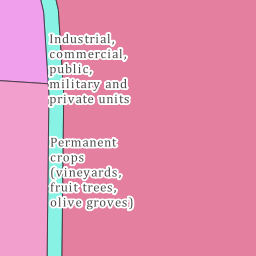 Industrial,
commercial,
public,
military and
private units
Permanent
crops
(vineyards,
fruit trees,
olive groves)